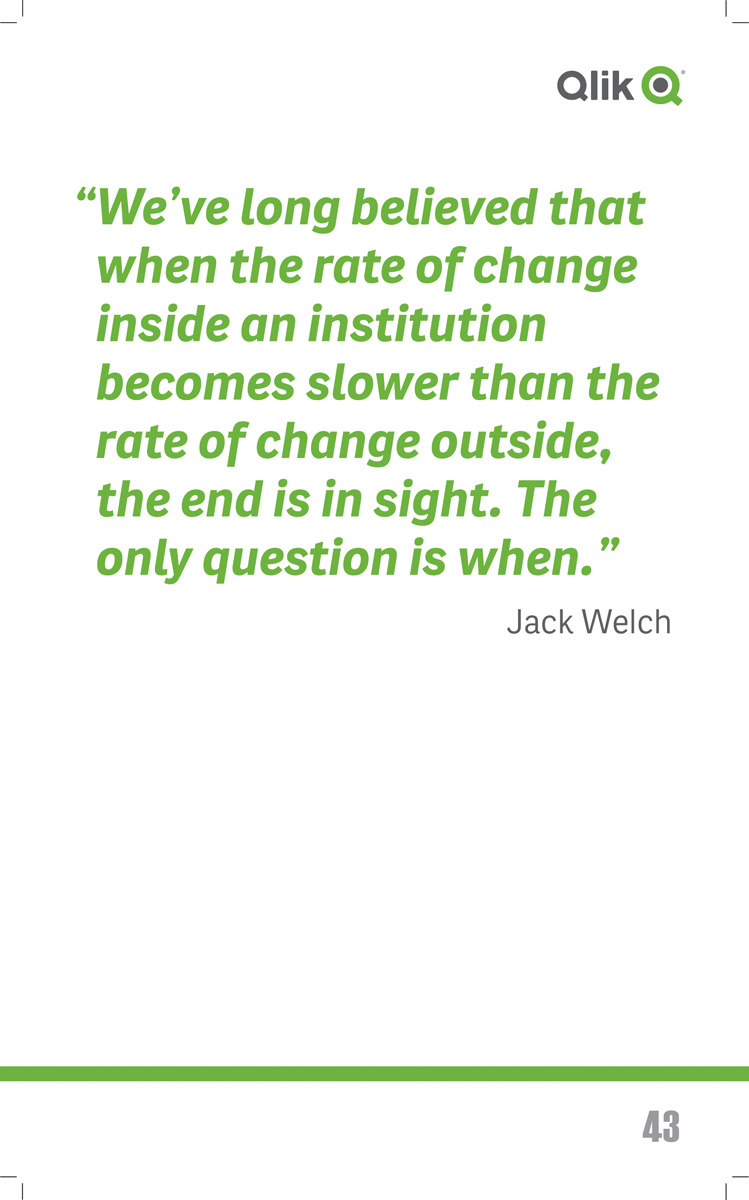 Qlik
“We’ve long believed that
when the rate of change
inside an institution
becomes slower than the
rate of change outside,
the end is in sight. The
only question is when.”
Jack Welch
43